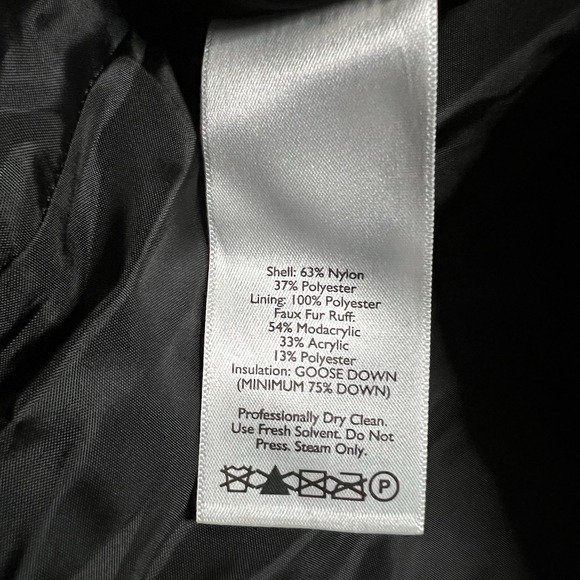 Shell: 63% Nylon
37% Polyester
Lining: 100% Polyester
Faux Fur Ruff:
54% Modacrylic
33% Acrylic
13% Polyester
Insulation: GOOSE DOWN
(MINIMUM 75% DOWN)
Professionally Dry Clean.
Use Fresh Solvent. Do Not
Press. Steam Only.
P